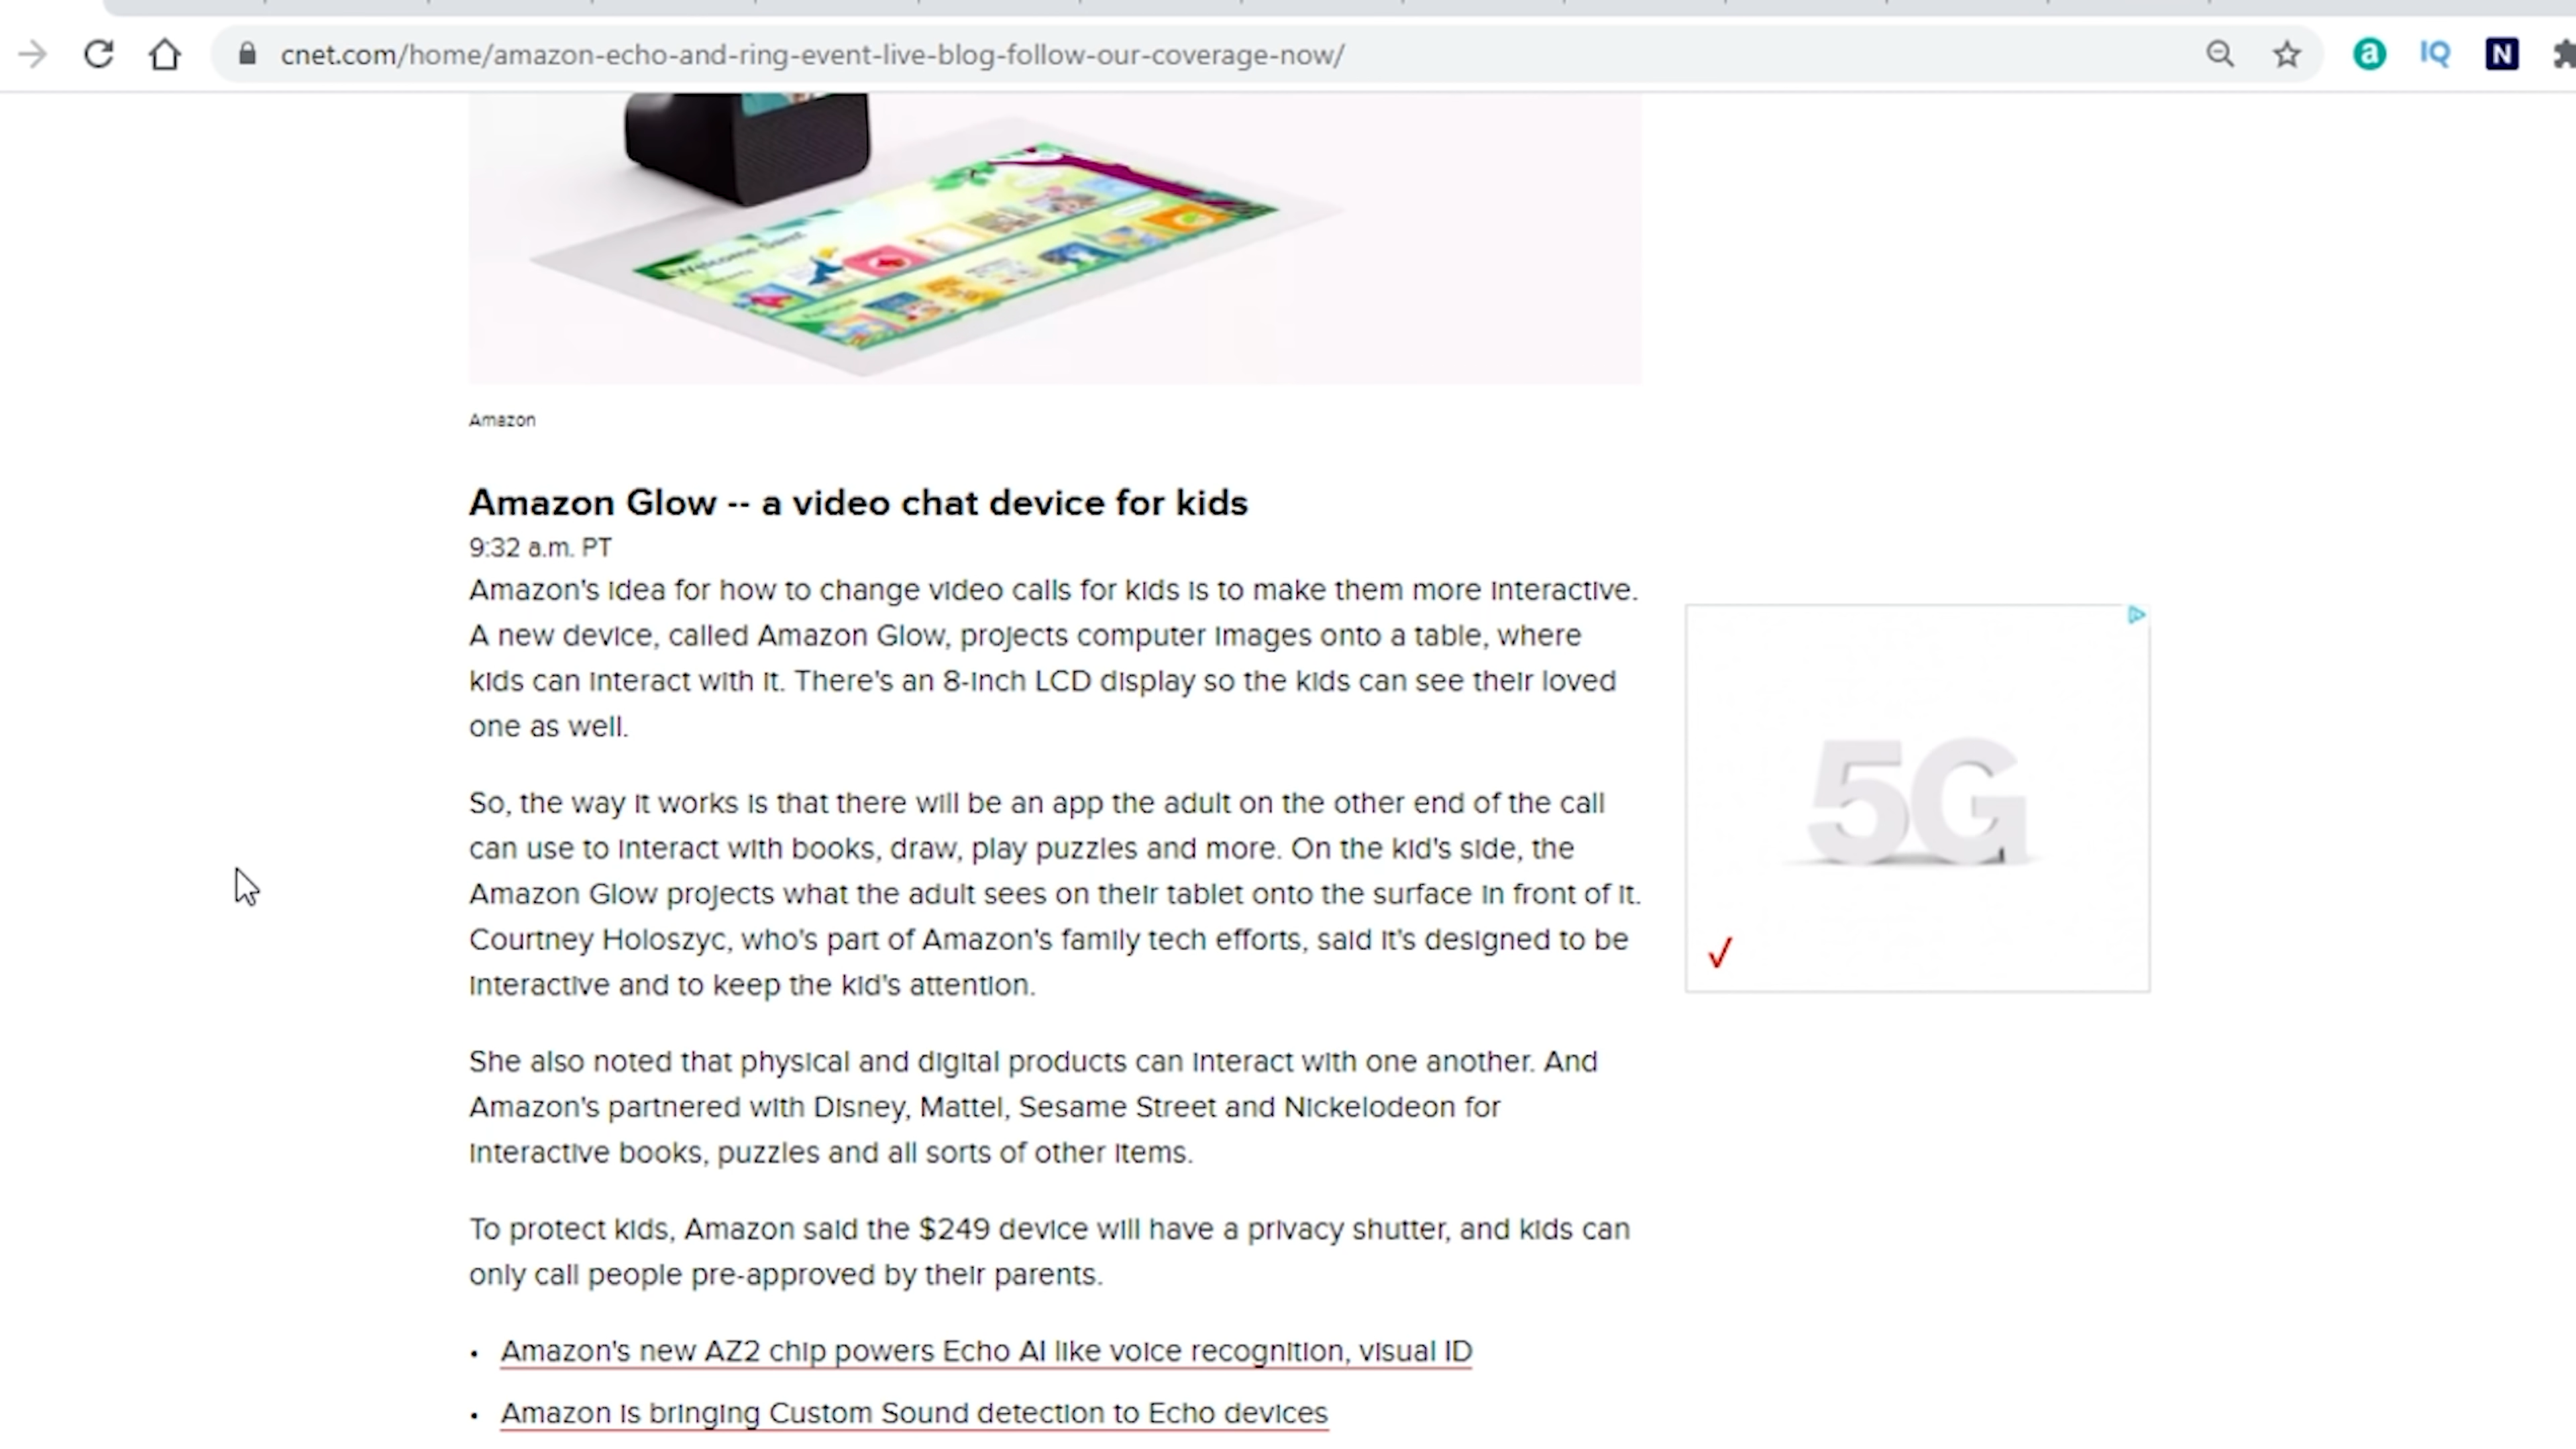 cnet.com/home/amazon-echo-and-ring-event-live-blog-follow-our-coverage-now/
a
IQ
N
Welcome Sam!
Amazon
Amazon Glow -- a video chat device for kids
9:32 a.m. PT
Amazon's idea for how to change video calls for kids is to make them more interactive.
A new device, called Amazon Glow, projects computer images onto a table, where
kids can interact with it. There's an 8-inch LCD display so the kids can see their loved
one as well.
So, the way it works is that there will be an app the adult on the other end of the call
can use to interact with books, draw, play puzzles and more. On the kid's side, the
Amazon Glow projects what the adult sees on their tablet onto the surface in front of it.
Courtney Holoszyc, who's part of Amazon's family tech efforts, said it's designed to be
interactive and to keep the kid's attention.
She also noted that physical and digital products can interact with one another. And
Amazon's partnered with Disney, Mattel, Sesame Street and Nickelodeon for
interactive books, puzzles and all sorts of other items.
To protect kids, Amazon said the $249 device will have a privacy shutter, and kids can
only call people pre-approved by their parents.
• Amazon's new AZ2 chip powers Echo AI like voice recognition, visual ID
• Amazon is bringing Custom Sound detection to Echo devices
5G